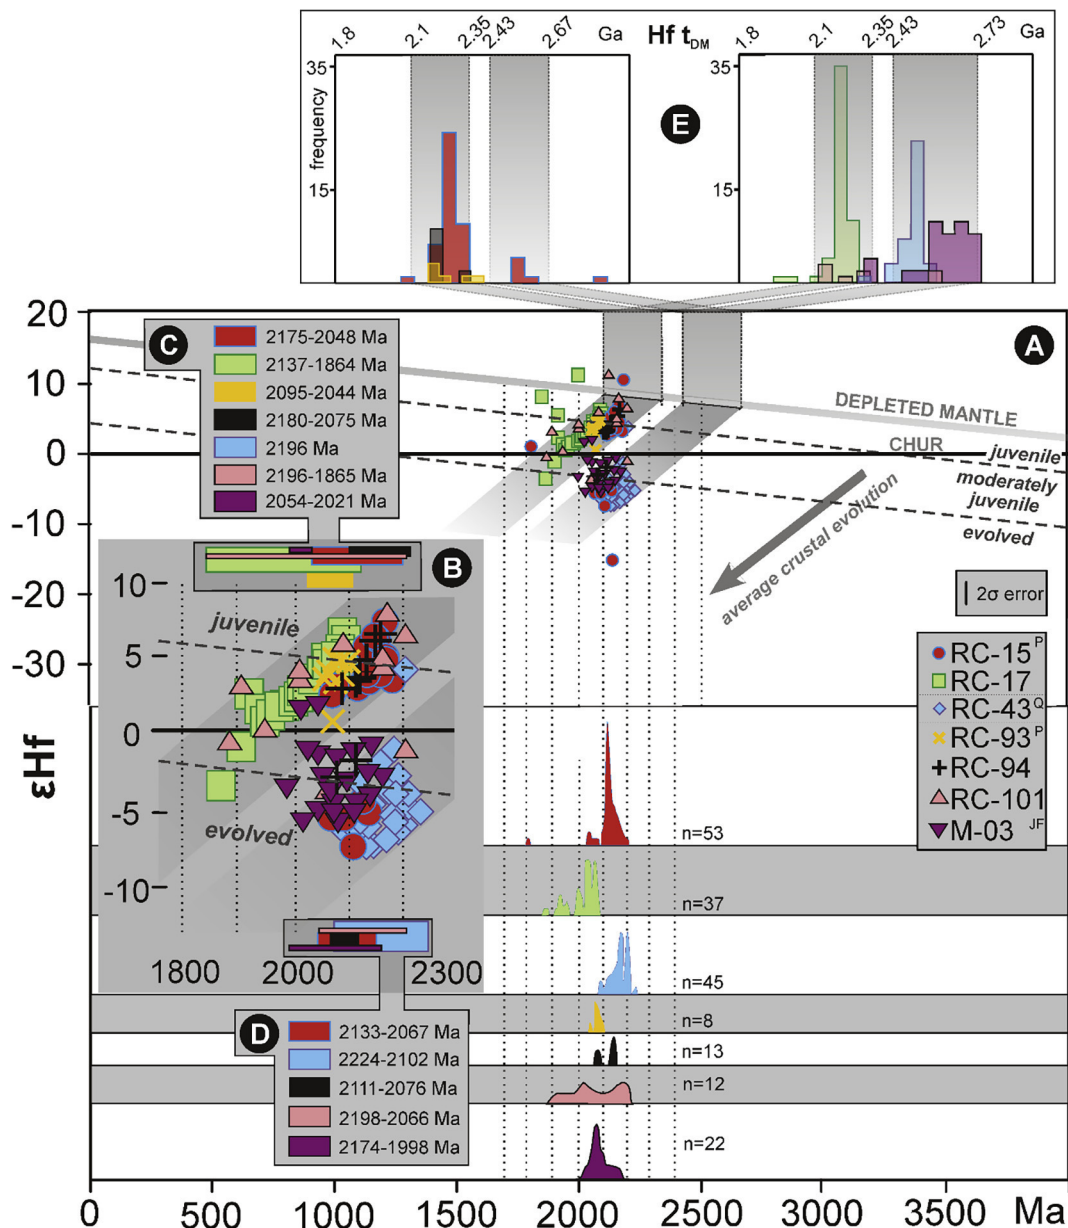 1.8
2.1
2.35
2.43
2.67
Ga
Hf tDM
1.8
2.1
2.35
2.43
2.73
Ga
35
15
frequency
E
35
15
20
10
0
-10
-20
-30
εHf
A
C
2175-2048 Ma
2137-1864 Ma
2095-2044 Ma
2180-2075 Ma
2196 Ma
2196-1865 Ma
2054-2021 Ma
DEPLETED MANTLE
CHUR
juvenile
moderately
juvenile
evolved
average crustal evolution
2σ error
B
10
5
0
-5
-10
juvenile
evolved
1800
2000
2300
RC-15 P
RC-17
RC-43 Q
RC-93 P
RC-94
RC-101
M-03 JF
n=53
n=37
n=45
n=8
n=13
n=12
n=22
D
2133-2067 Ma
2224-2102 Ma
2111-2076 Ma
2198-2066 Ma
2174-1998 Ma
0
500
1000
1500
2000
2500
3000
3500
Ma